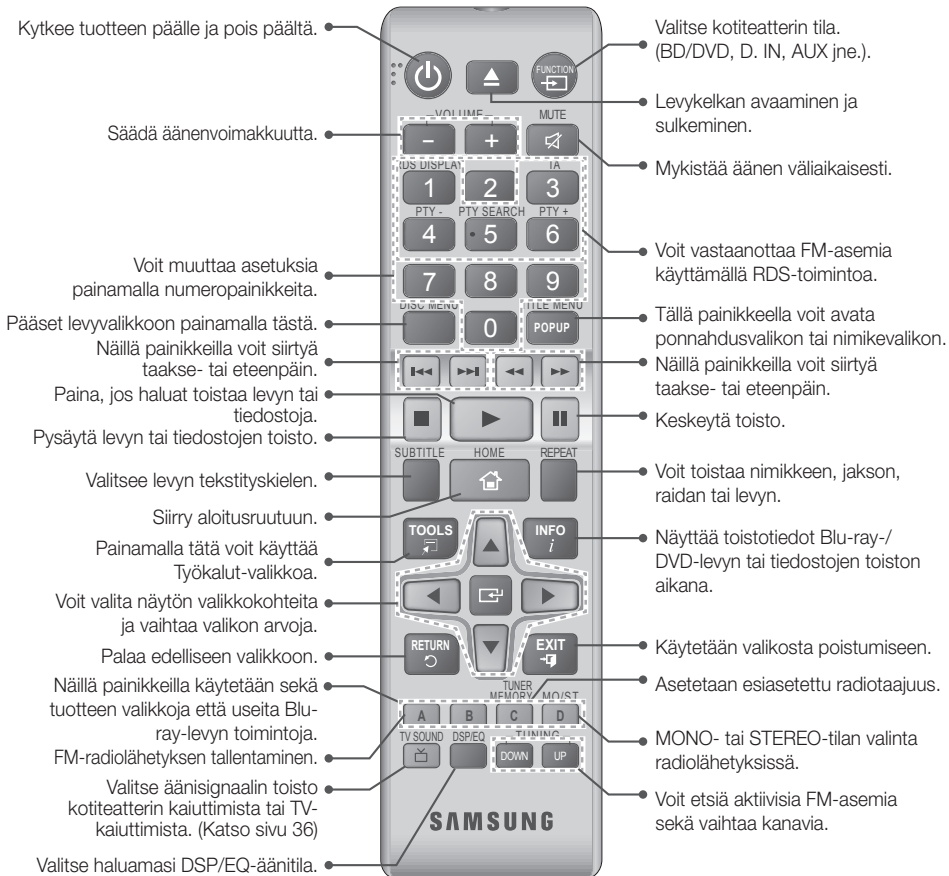 Kytkee tuotteen päälle ja pois päältä.
Säädä äänenvoimakkuutta.
Voit muuttaa asetuksia
painamalla numeropainikkeita.
Pääset levyvalikkoon painamalla tästä.
Näillä painikkeilla voit siirtyä
taakse- tai eteenpäin.
Paina, jos haluat toistaa levyn tai
tiedostoja.
Pysäytä levyn tai tiedostojen toisto.
Valitsee levyn tekstityskielen.
Siirry aloitusruutuun.
Painamalla tätä voit käyttää
Työkalut-valikkoa.
Voit valita näytön valikkokohteita
ja vaihtaa valikon arvoja.
Palaa edelliseen valikkoon.
Näillä painikkeilla käytetään sekä
tuotteen valikkoja että useita Blu-
ray-levyn toimintoja.
FM-radiolähetyksen tallentaminen.
Valitse äänisignaalin toisto
kotiteatterin kaiuttimista tai TV-
kaiuttimista. (Katso sivu 36)
Valitse haluamasi DSP/EQ-äänitila.
FUNCTION
VOLUME MUTE
- +
RDS DISPLAY TA
1 2 3
PTY - PTY SEARCH PTY +
4 5 6
7 8 9
DISC MENU TITLE MENU
0 POPUP
SUBTITLE HOME REPEAT
TOOLS INFO
i
RETURN EXIT
TUNER
MEMORY MO/ST
A B C D
TV SOUND DSP/EQ TUNING
DOWN UP
SAMSUNG
Valitse kotiteatterin tila.
(BD/DVD, D. IN, AUX jne.).
Levykelkan avaaminen ja
sulkeminen.
Mykistää äänen väliaikaisesti.
Voit vastaanottaa FM-asemia
käyttämällä RDS-toimintoa.
Tällä painikkeella voit avata
ponnahdusvalikon tai nimikevalikon.
Näillä painikkeilla voit siirtyä
taakse- tai eteenpäin.
Keskeytä toisto.
Voit toistaa nimikkeen, jakson,
raidan tai levyn.
Näyttää toistotiedot Blu-ray-/
DVD-levyn tai tiedostojen toiston
aikana.
Käytetään valikosta poistumiseen.
Asetetaan esiasetettu radiotaajuus.
MONO- tai STEREO-tilan valinta
radiolähetyksissä.
Voit etsiä aktiivisia FM-asemia
sekä vaihtaa kanavia.